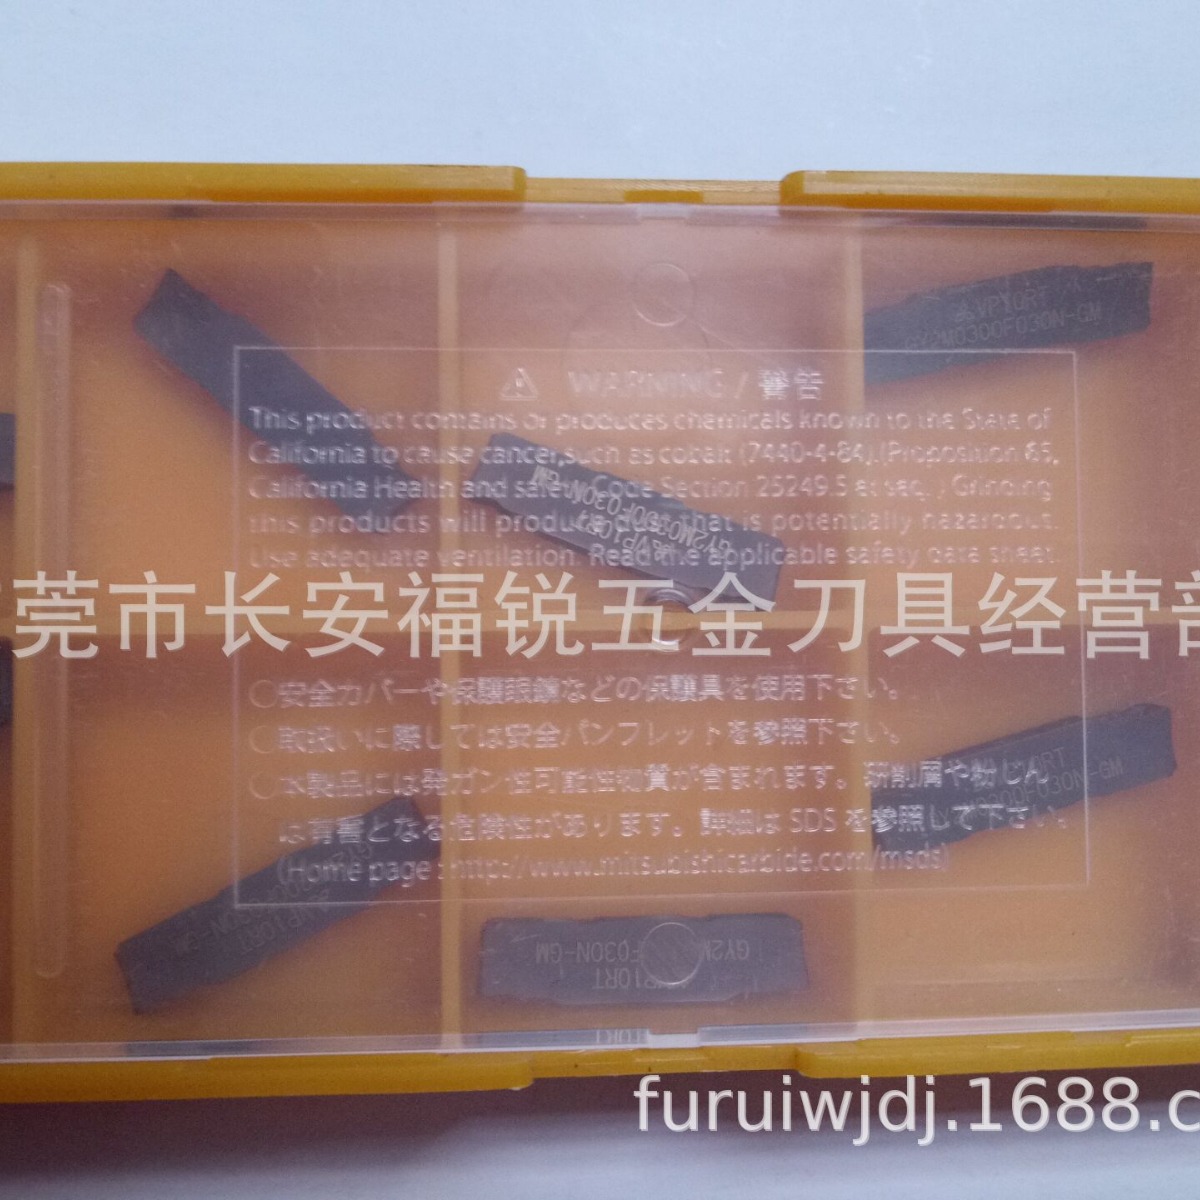 VP10RT
GY2M0300F030N-GM
⚠ WARNING / 警告
This product contains or produces chemicals known to the State of
California to cause cancer,such as cobalt (7440-4-84).(Proposition 65,
California Health and safety Code Section 25249.5 et seq. ) Grinding
this products will produce dust That is potentially hazardous.
Use adequate ventilation. Read the applicable safety data sheet.
VP10RT
GY2M0300F030N-GM
莞市长安福锐五金刀具经营部
○安全カバーや保護眼鏡などの保護具を使用下さい。
○取扱いに際しては安全パンフレットを参照下さい。
○本製品には発ガン性可能性物質が含まれます。研削屑や粉じん
は有害となる危険性があります。詳細は SDS を参照して下さい。
(Home page : http://www.mitsubishicarbide.com/msds)
F030N-GM
VP10RT
furuiwjdj.1688.c